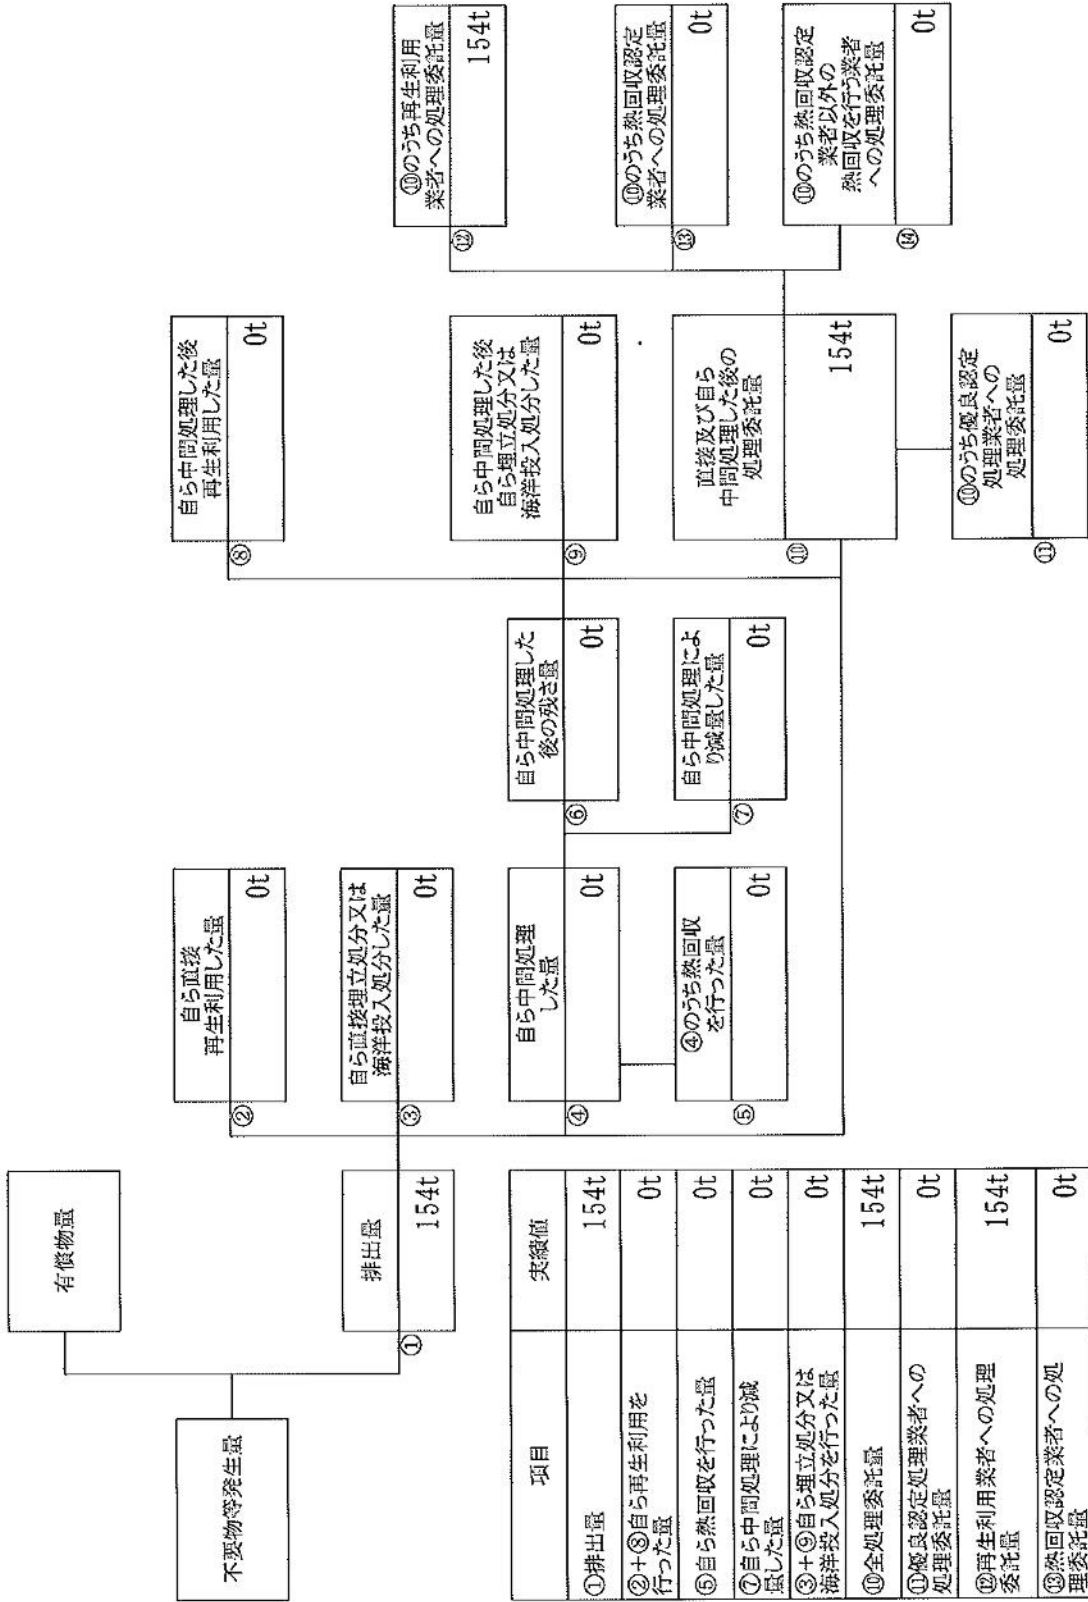 不要物等発生量
有償物量
排出量
①
154t
自ら直接
再生利用した量
②
0t
自ら直接埋立処分又は
海洋投入処分した量
③
0t
自ら中間処理
した量
④
0t
④のうち熱回収
を行った量
⑤
0t
自ら中間処理した
後の残さ量
⑥
0t
自ら中間処理によ
り減量した量
⑦
0t
自ら中間処理した後
再生利用した量
⑧
0t
自ら中間処理した後
自ら埋立処分又は
海洋投入処分した量
⑨
0t
直接及び自ら
中間処理した後の
処理委託量
⑩
154t
⑩のうち優良認定
処理業者への
処理委託量
⑪
0t
⑩のうち再生利用
業者への処理委託量
⑫
154t
⑩のうち熱回収認定
業者への処理委託量
⑬
0t
⑩のうち熱回収認定
業者以外の
熱回収を行う業者
への処理委託量
⑭
0t
項目 実績値
①排出量 154t
②+⑧自ら再生利用を
行った量 0t
⑤自ら熱回収を行った量 0t
⑦自ら中間処理により減
量した量 0t
③+⑨自ら埋立処分又は
海洋投入処分を行った量 0t
⑩全処理委託量 154t
⑪優良認定処理業者への
処理委託量 0t
⑫再生利用業者への処理
委託量 154t
⑬熱回収認定業者への処
理委託量 0t